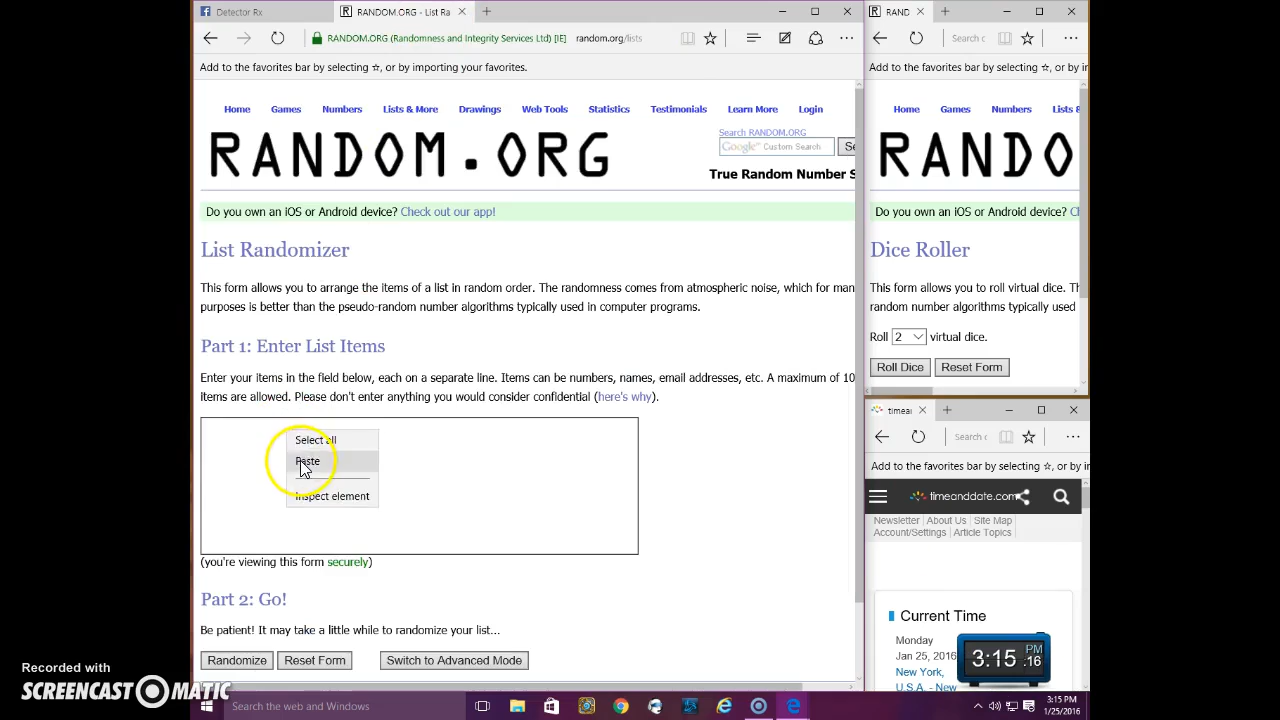 Detector Rx
RANDOM.ORG - List Ra
RANDOM.ORG (Randomness and Integrity Services Ltd) [IE]
random.org/lists
Add to the favorites bar by selecting ☆, or by importing your favorites.
Home Games Numbers Lists & More Drawings Web Tools Statistics Testimonials Learn More Login
RANDOM.ORG
Search RANDOM.ORG
Google™ Custom Search
Se
True Random Number S
Do you own an iOS or Android device? Check out our app!
List Randomizer
This form allows you to arrange the items of a list in random order. The randomness comes from atmospheric noise, which for man
purposes is better than the pseudo-random number algorithms typically used in computer programs.
Part 1: Enter List Items
Enter your items in the field below, each on a separate line. Items can be numbers, names, email addresses, etc. A maximum of 10
items are allowed. Please don't enter anything you would consider confidential (here's why).
Select all
Paste
Inspect element
(you're viewing this form securely)
Part 2: Go!
Be patient! It may take a little while to randomize your list...
Randomize
Reset Form
Switch to Advanced Mode
RAND
Search c
Add to the favorites bar by selecting ☆, or by in
Home Games Numbers Lists &
RANDO
Do you own an iOS or Android device? Ch
Dice Roller
This form allows you to roll virtual dice. Th
random number algorithms typically used
Roll 2 virtual dice.
Roll Dice
Reset Form
timean
Search c
Add to the favorites bar by selecting ☆, or by in
timeanddate.com
Newsletter About Us Site Map
Account/Settings Article Topics
Current Time
Monday
Jan 25, 2016
New York,
U.S.A. - New
3:15 PM .16
Recorded with
SCREENCAST MATIC
Search the web and Windows
3:15 PM
1/25/2016